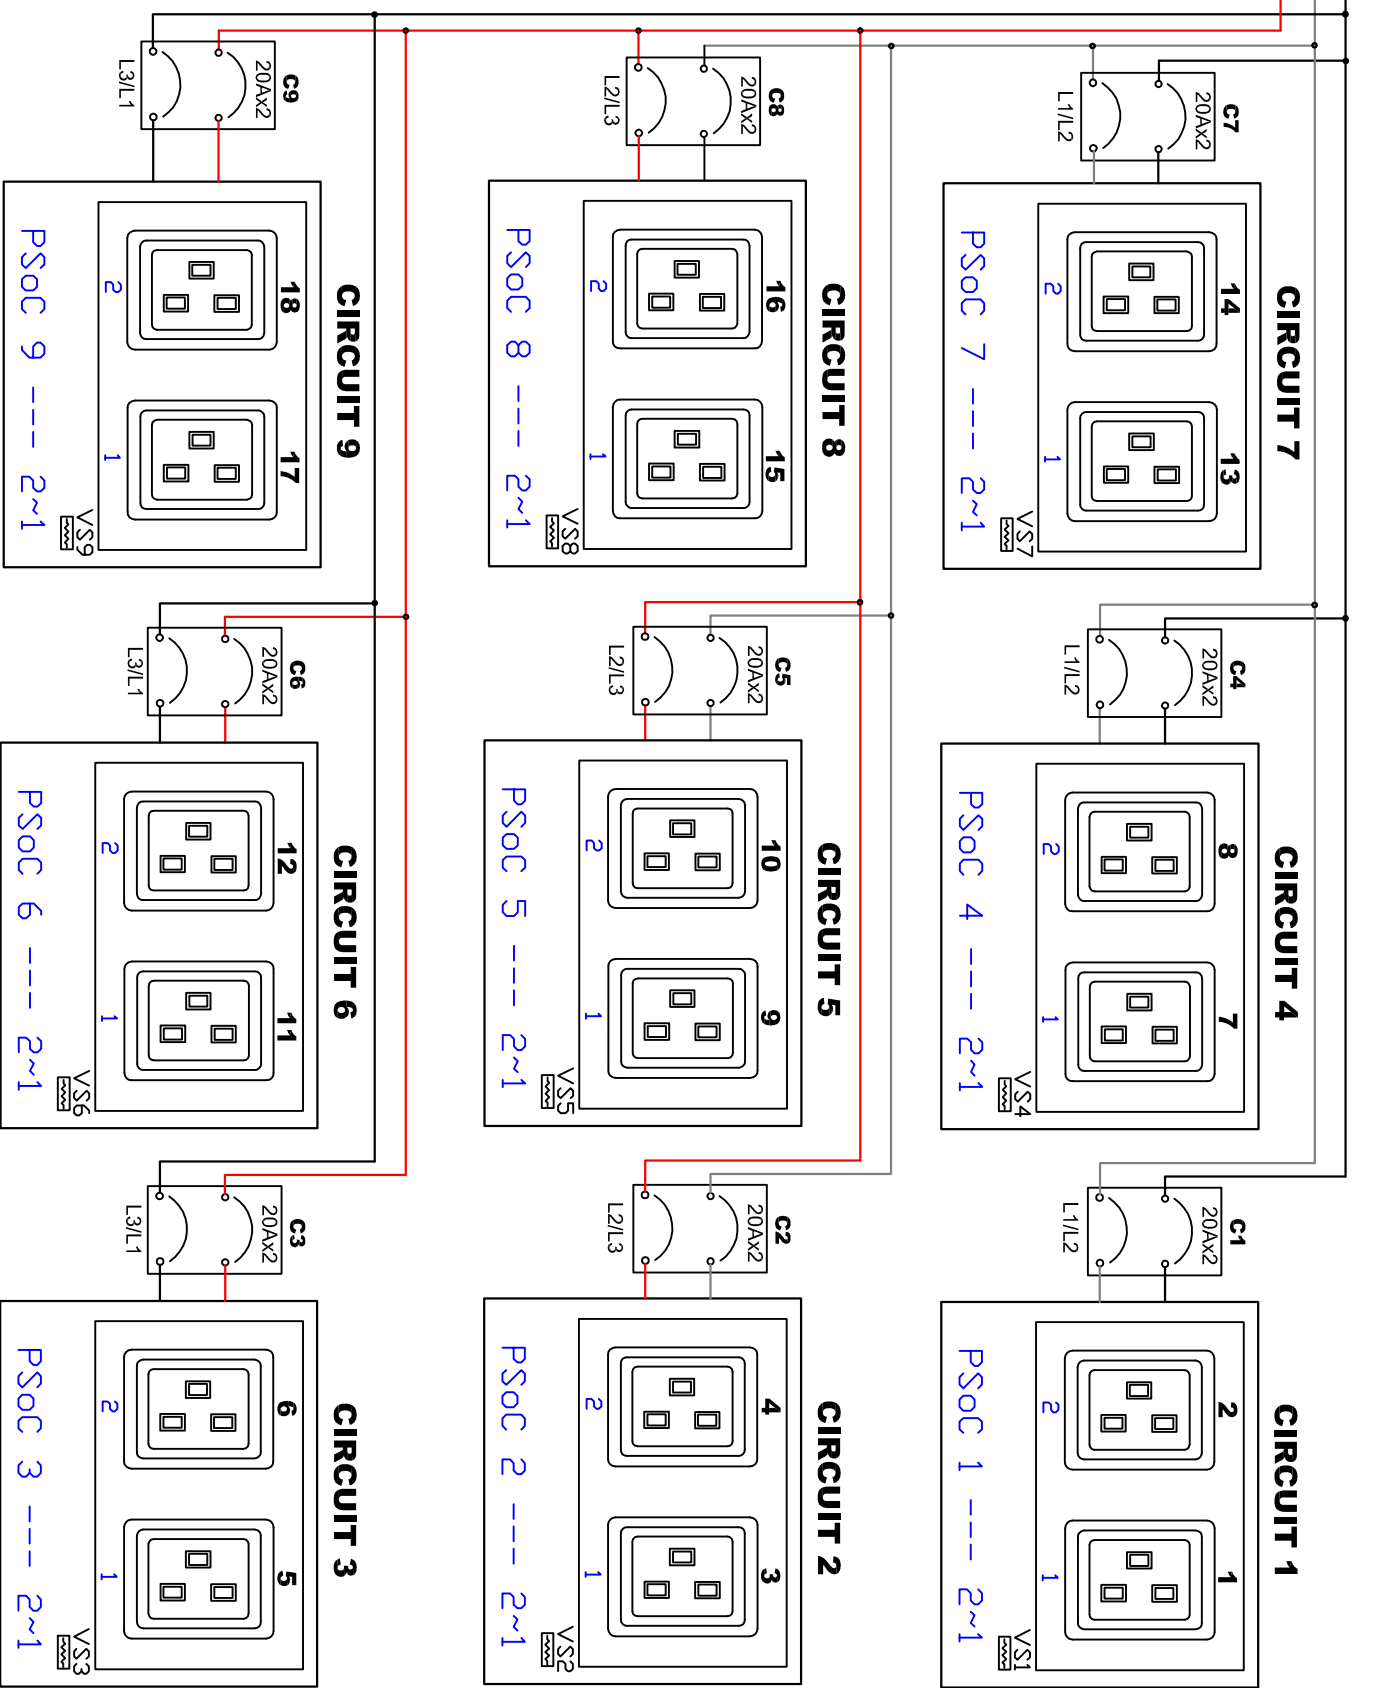 C7
20Ax2
L1/L2
CIRCUIT 7
14
13
2
1
VS7
PSoC 7 --- 2~1
C4
20Ax2
L1/L2
CIRCUIT 4
8
7
2
1
VS4
PSoC 4 --- 2~1
C1
20Ax2
L1/L2
CIRCUIT 1
2
1
2
1
VS1
PSoC 1 --- 2~1
C8
20Ax2
L2/L3
CIRCUIT 8
16
15
2
1
VS8
PSoC 8 --- 2~1
C5
20Ax2
L2/L3
CIRCUIT 5
10
9
2
1
VS5
PSoC 5 --- 2~1
C2
20Ax2
L2/L3
CIRCUIT 2
4
3
2
1
VS2
PSoC 2 --- 2~1
C9
20Ax2
L3/L1
CIRCUIT 9
18
17
2
1
VS9
PSoC 9 --- 2~1
C6
20Ax2
L3/L1
CIRCUIT 6
12
11
2
1
VS6
PSoC 6 --- 2~1
C3
20Ax2
L3/L1
CIRCUIT 3
6
5
2
1
VS3
PSoC 3 --- 2~1